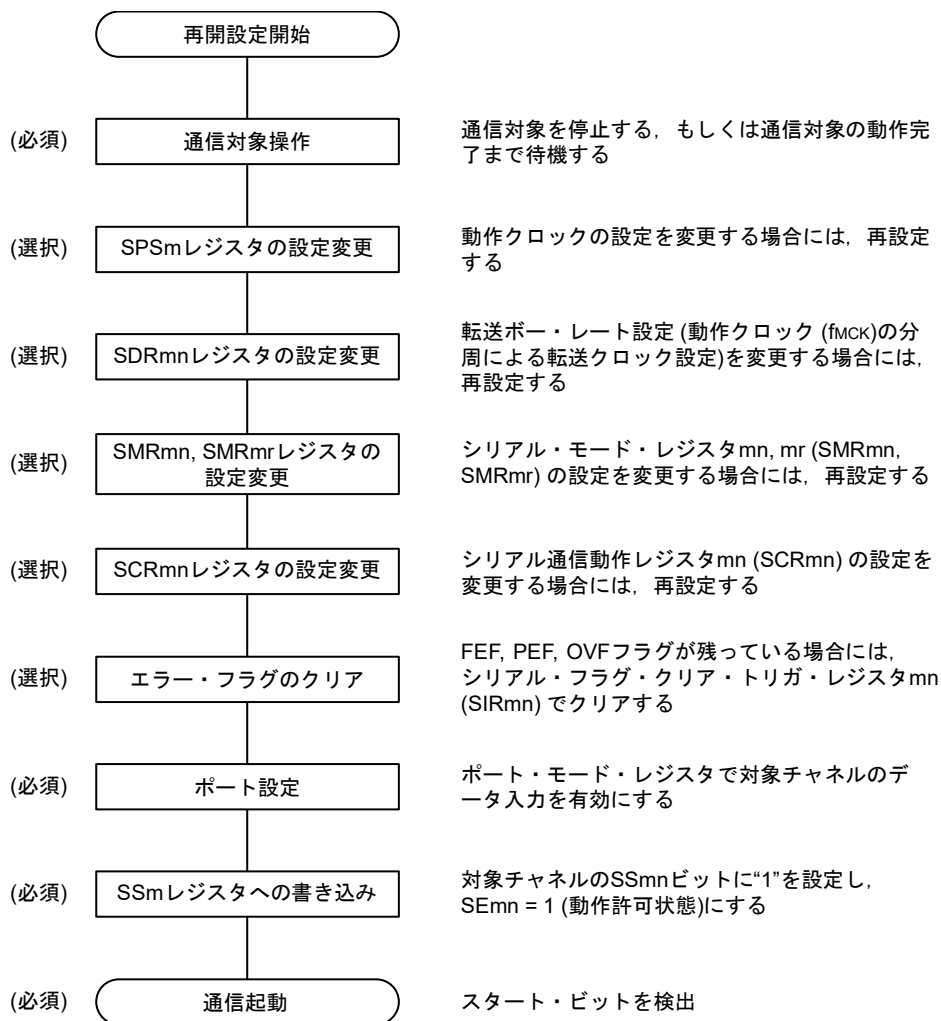 再開設定開始
(必須)
通信対象操作
通信対象を停止する，もしくは通信対象の動作完
了まで待機する
(選択)
SPSmレジスタの設定変更
動作クロックの設定を変更する場合には，再設定
する
(選択)
SDRmnレジスタの設定変更
転送ボー・レート設定 (動作クロック (fMCK)の分
周による転送クロック設定)を変更する場合には，
再設定する
(選択)
SMRmn, SMRmrレジスタの
設定変更
シリアル・モード・レジスタmn, mr (SMRmn,
SMRmr) の設定を変更する場合には，再設定する
(選択)
SCRmnレジスタの設定変更
シリアル通信動作レジスタmn (SCRmn) の設定を
変更する場合には，再設定する
(選択)
エラー・フラグのクリア
FEF, PEF, OVFフラグが残っている場合には，
シリアル・フラグ・クリア・トリガ・レジスタmn
(SIRmn) でクリアする
(必須)
ポート設定
ポート・モード・レジスタで対象チャネルのデ
ータ入力を有効にする
(必須)
SSmレジスタへの書き込み
対象チャネルのSSmnビットに“1”を設定し，
SEmn = 1 (動作許可状態)にする
(必須)
通信起動
スタート・ビットを検出